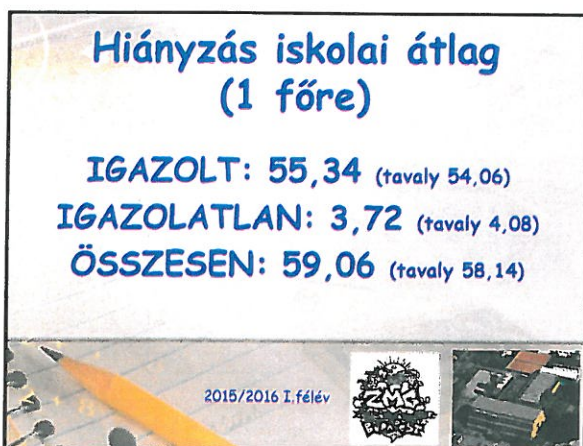 Hiányzás iskolai átlag
(1 főre)
IGAZOLT: 55,34 (tavaly 54,06)
IGAZOLATLAN: 3,72 (tavaly 4,08)
ÖSSZESEN: 59,06 (tavaly 58,14)
2015/2016 I.félév
ZMG